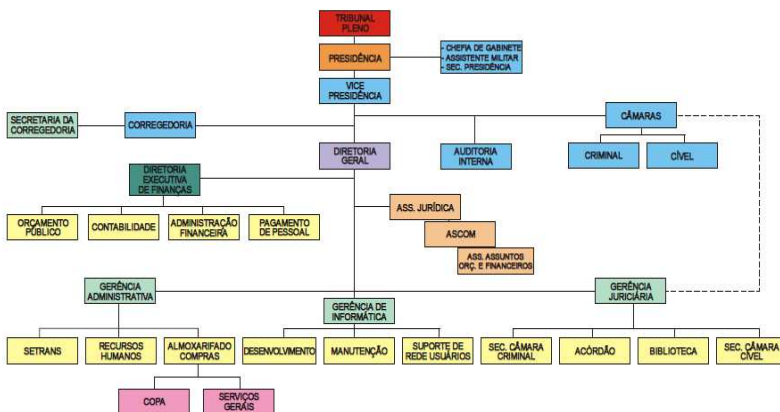 TRIBUNAL
PLENO
PRESIDÊNCIA
- CHEFIA DE GABINETE
- ASSISTENTE MILITAR
- SEC. PRESIDÊNCIA
VICE
PRESIDÊNCIA
SECRETARIA DA
CORREGEDORIA
CORREGEDORIA
CÂMARAS
DIRETORIA
GERAL
AUDITORIA
INTERNA
CRIMINAL
CÍVEL
DIRETORIA
EXECUTIVA
DE FINANÇAS
ORÇAMENTO
PÚBLICO
CONTABILIDADE
ADMINISTRAÇÃO
FINANCEIRA
PAGAMENTO
DE PESSOAL
ASS. JURÍDICA
ASCOM
ASS. ASSUNTOS
ORÇ. E FINANCEIROS
GERÊNCIA
ADMINISTRATIVA
GERÊNCIA DE
INFORMÁTICA
GERÊNCIA
JURICIÁRIA
SETRANS
RECURSOS
HUMANOS
ALMOXARIFADO
COMPRAS
DESENVOLVIMENTO
MANUTENÇÃO
SUPORTE DE
REDE USUÁRIOS
SEC. CÂMARA
CRIMINAL
ACÓRDÃO
BIBLIOTECA
SEC. CÂMARA
CÍVEL
COPA
SERVIÇOS
GERAIS